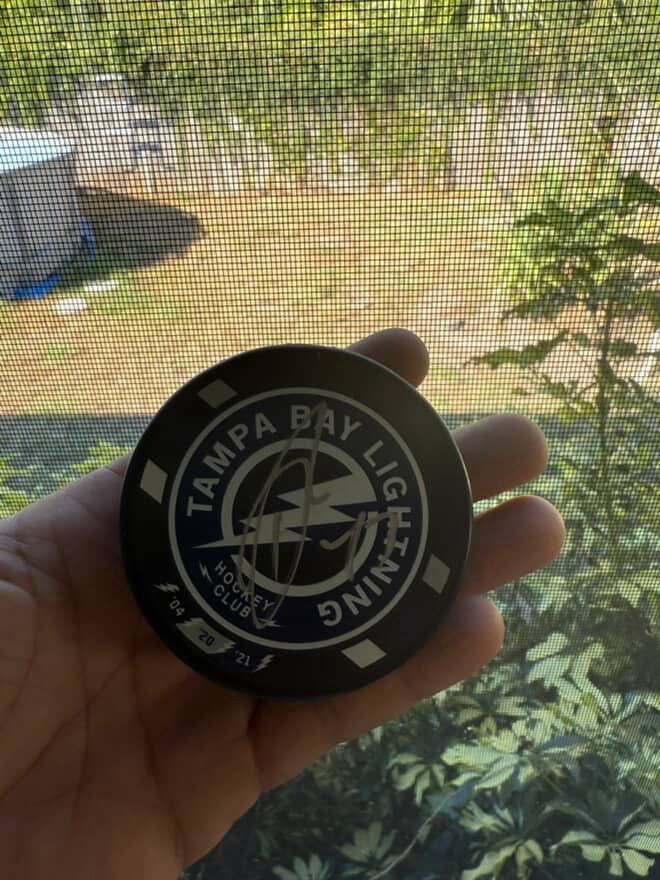 TAMPA BAY LIGHTNING
HOCKEY
CLUB
'04 '20 '21